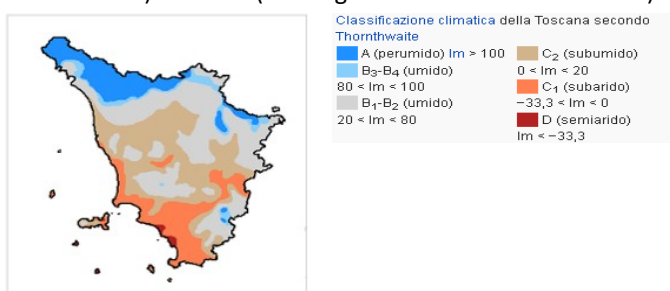 Classificazione climatica della Toscana secondo
Thornthwaite
A (perumido) Im > 100
B3-B4 (umido)
80 < Im < 100
B1-B2 (umido)
20 < Im < 80
C2 (subumido)
0 < Im < 20
C1 (subarido)
−33,3 < Im < 0
D (semiarido)
Im < −33,3